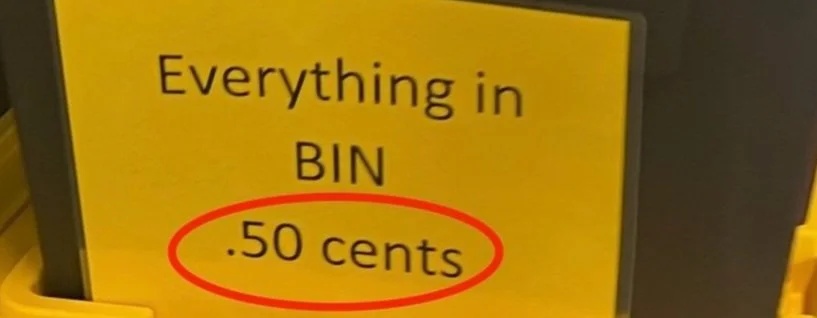 Everything in
BIN
.50 cents